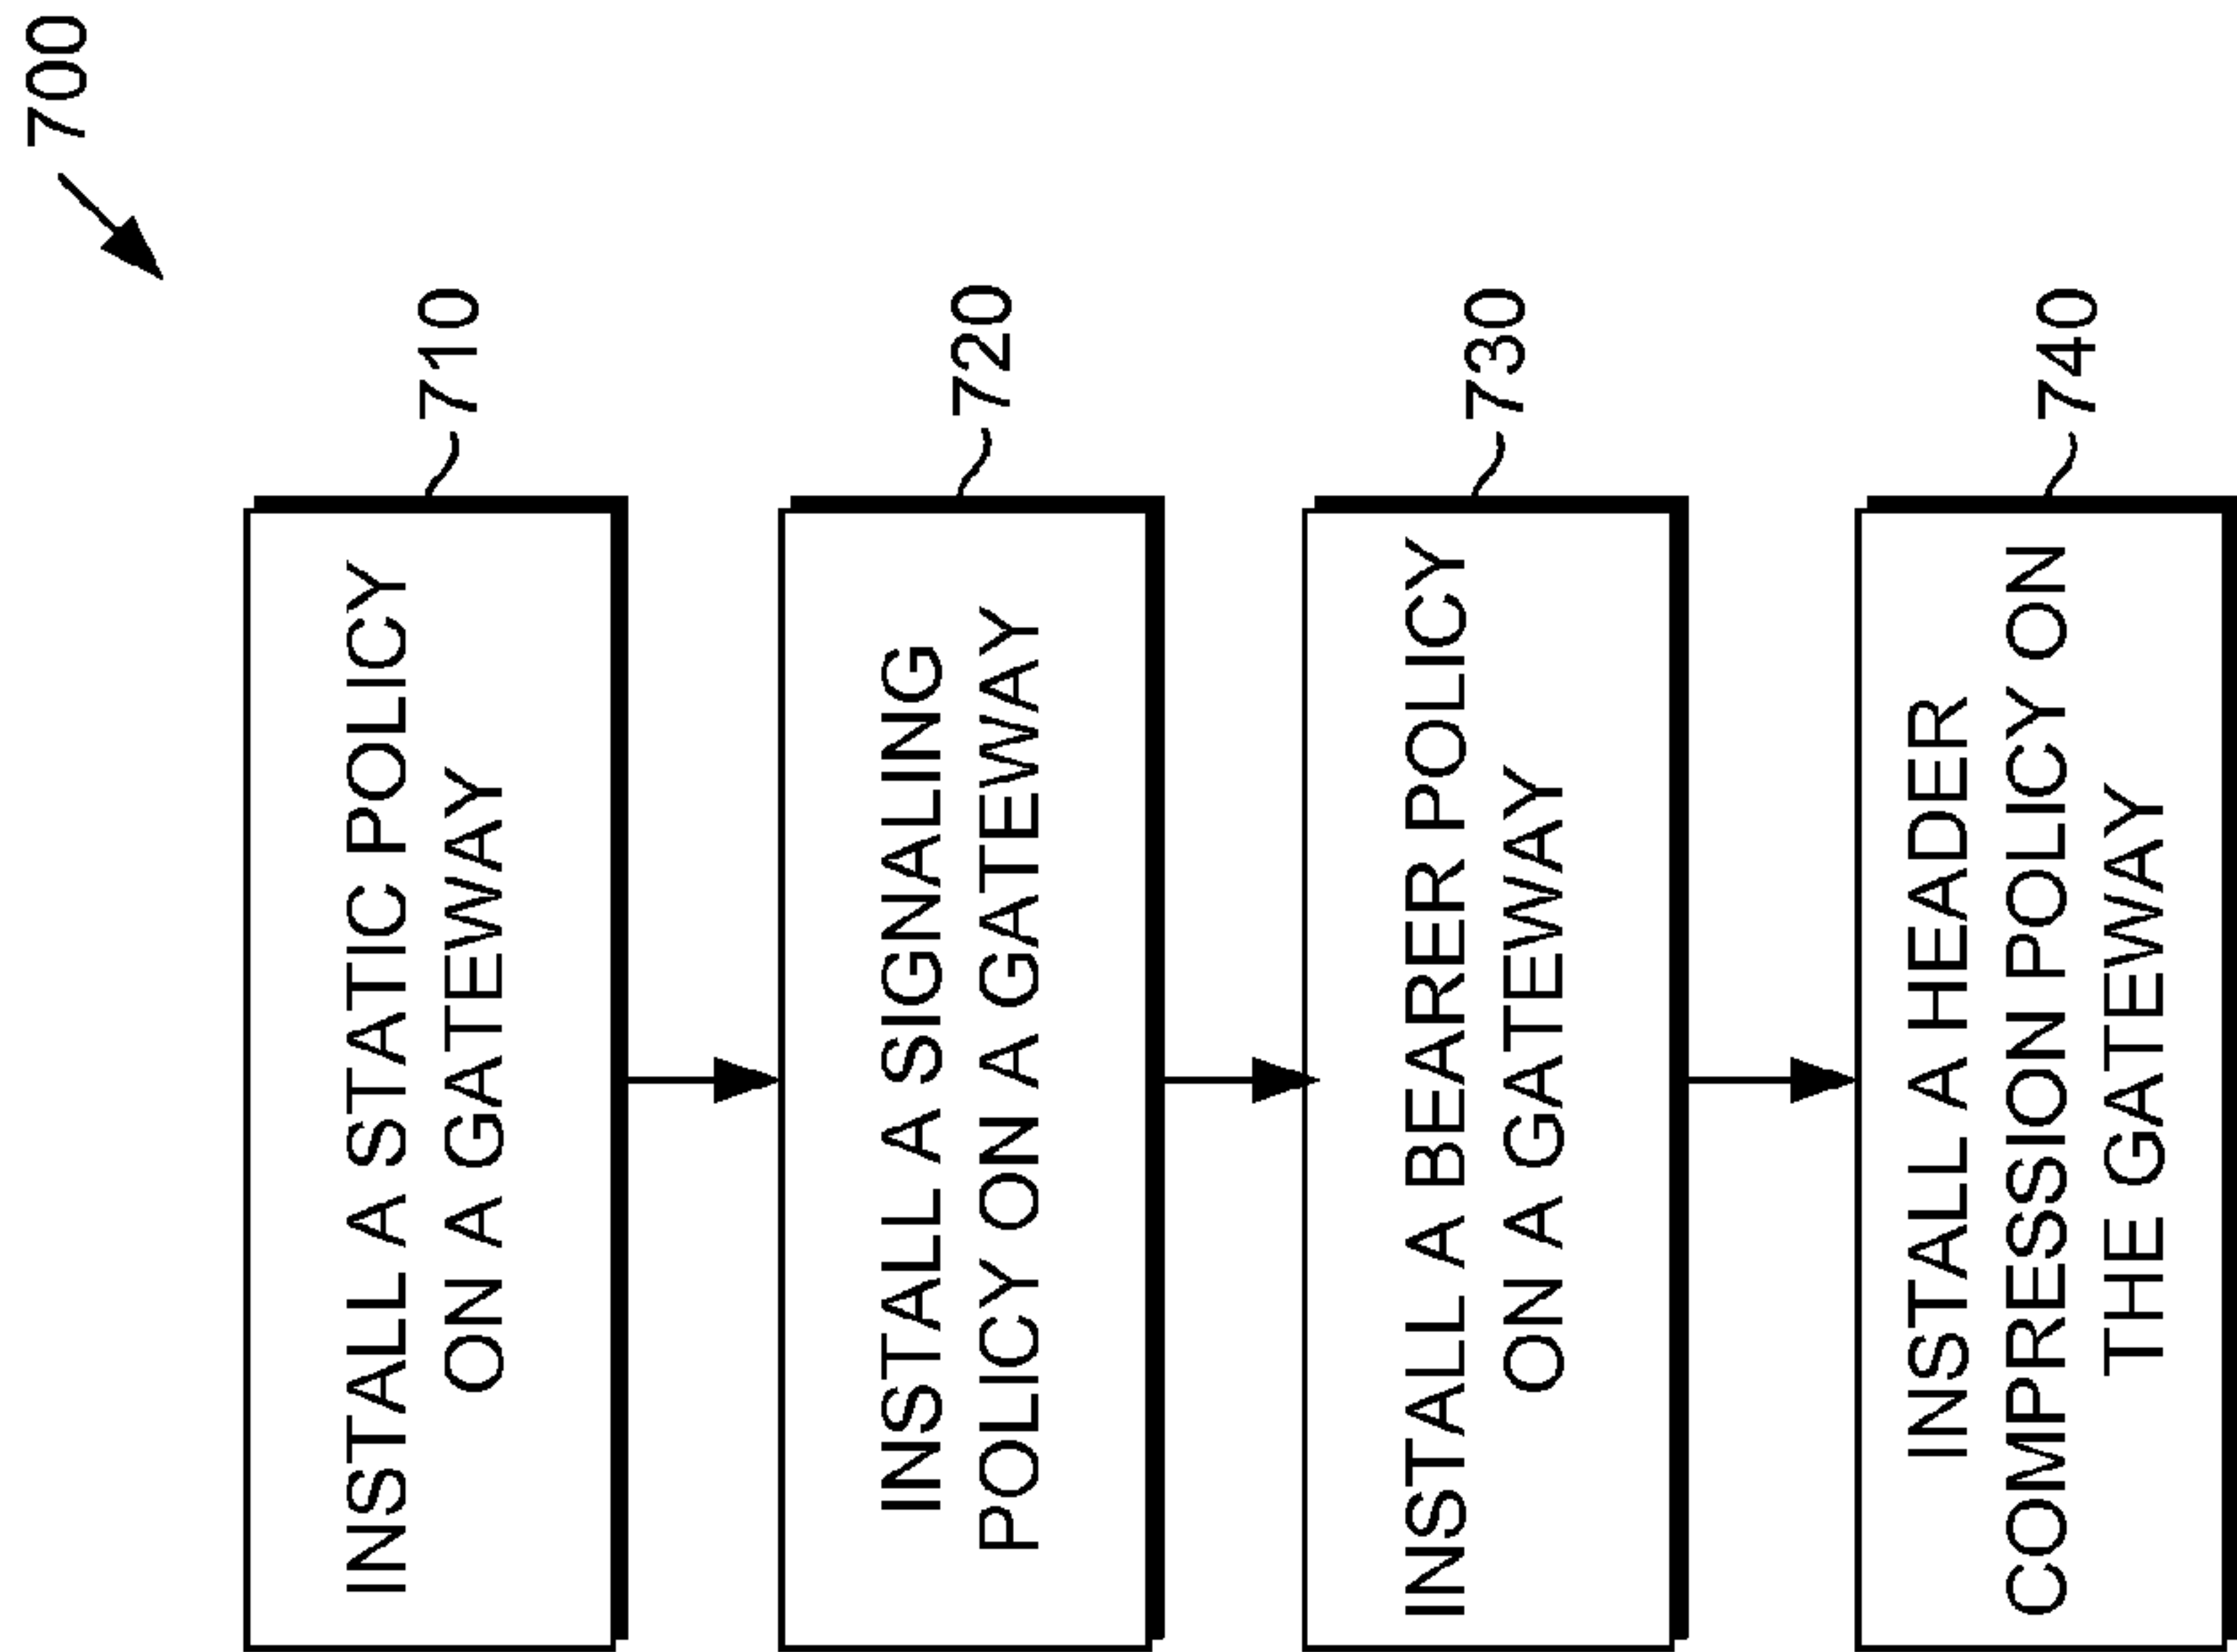 700
INSTALL A STATIC POLICY
ON A GATEWAY
710
INSTALL A SIGNALING
POLICY ON A GATEWAY
720
INSTALL A BEARER POLICY
ON A GATEWAY
730
INSTALL A HEADER
COMPRESSION POLICY ON
THE GATEWAY
740